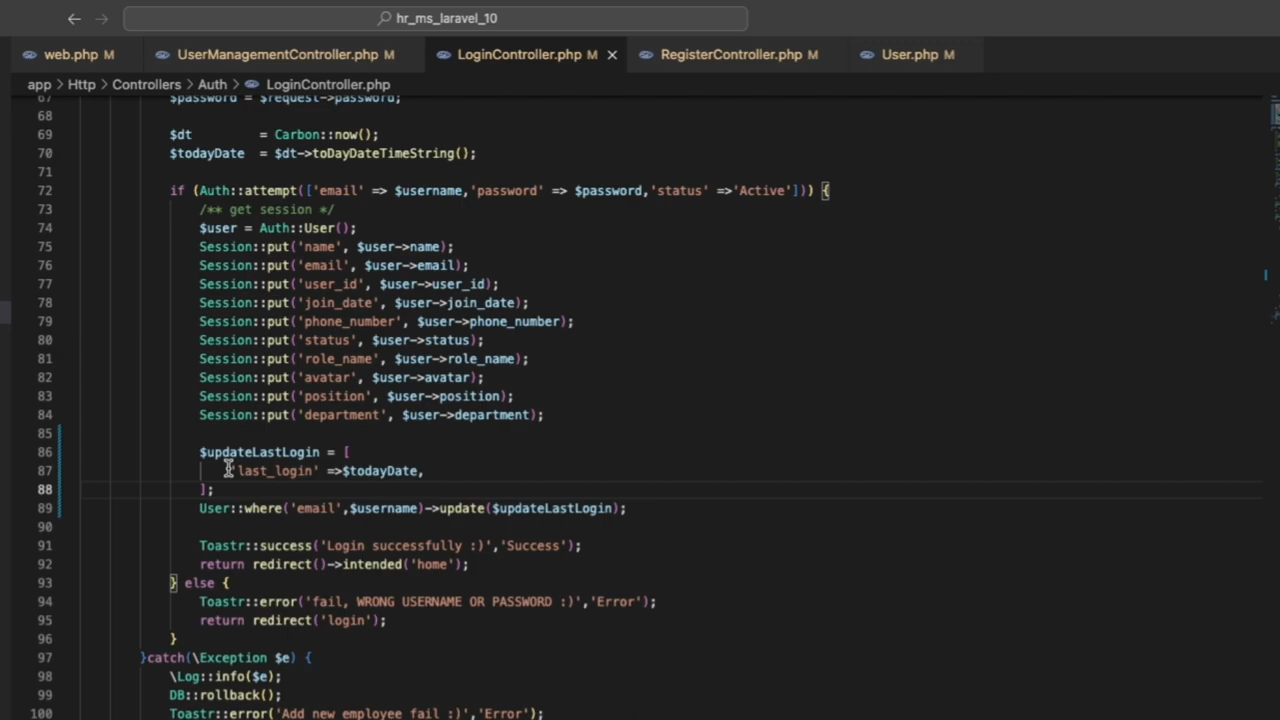 hr_ms_laravel_10
web.php M UserManagementController.php M LoginController.php M RegisterController.php M User.php M
app > Http > Controllers > Auth > LoginController.php
67 $password = $request->password;
68
69 $dt = Carbon::now();
70 $todayDate = $dt->toDayDateTimeString();
71
72 if (Auth::attempt(['email' => $username,'password' => $password,'status' =>'Active'])) {
73 /** get session */
74 $user = Auth::User();
75 Session::put('name', $user->name);
76 Session::put('email', $user->email);
77 Session::put('user_id', $user->user_id);
78 Session::put('join_date', $user->join_date);
79 Session::put('phone_number', $user->phone_number);
80 Session::put('status', $user->status);
81 Session::put('role_name', $user->role_name);
82 Session::put('avatar', $user->avatar);
83 Session::put('position', $user->position);
84 Session::put('department', $user->department);
85
86 $updateLastLogin = [
87 'last_login' =>$todayDate,
88 ];
89 User::where('email',$username)->update($updateLastLogin);
90
91 Toastr::success('Login successfully :)','Success');
92 return redirect()->intended('home');
93 } else {
94 Toastr::error('fail, WRONG USERNAME OR PASSWORD :)','Error');
95 return redirect('login');
96 }
97 }catch(\Exception $e) {
98 \Log::info($e);
99 DB::rollback();
100 Toastr::error('Add new employee fail :)','Error');